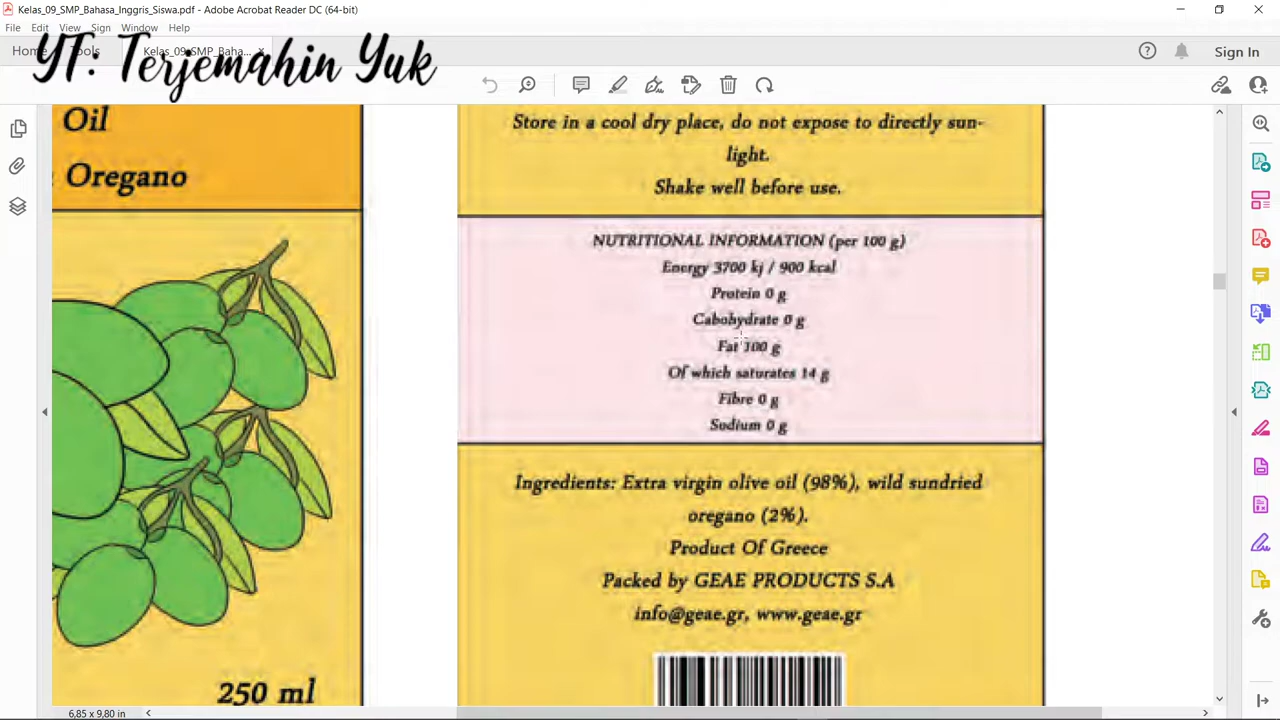 Kelas_09_SMP_Bahasa_Inggris_Siswa.pdf - Adobe Acrobat Reader DC (64-bit)
File Edit View Sign Window Help
Home Tools Kelas_09_SMP_Baha... x Sign In
YT: Terjemahin Yuk
Oil
Oregano
250 ml
Store in a cool dry place, do not expose to directly sun-
light.
Shake well before use.
NUTRITIONAL INFORMATION (per 100 g)
Energy 3700 kj / 900 kcal
Protein 0 g
Cabohydrate 0 g
Fat 100 g
Of which saturates 14 g
Fibre 0 g
Sodium 0 g
Ingredients: Extra virgin olive oil (98%), wild sundried
oregano (2%).
Product Of Greece
Packed by GEAE PRODUCTS S.A
info@geae.gr, www.geae.gr
6,85 x 9,80 in